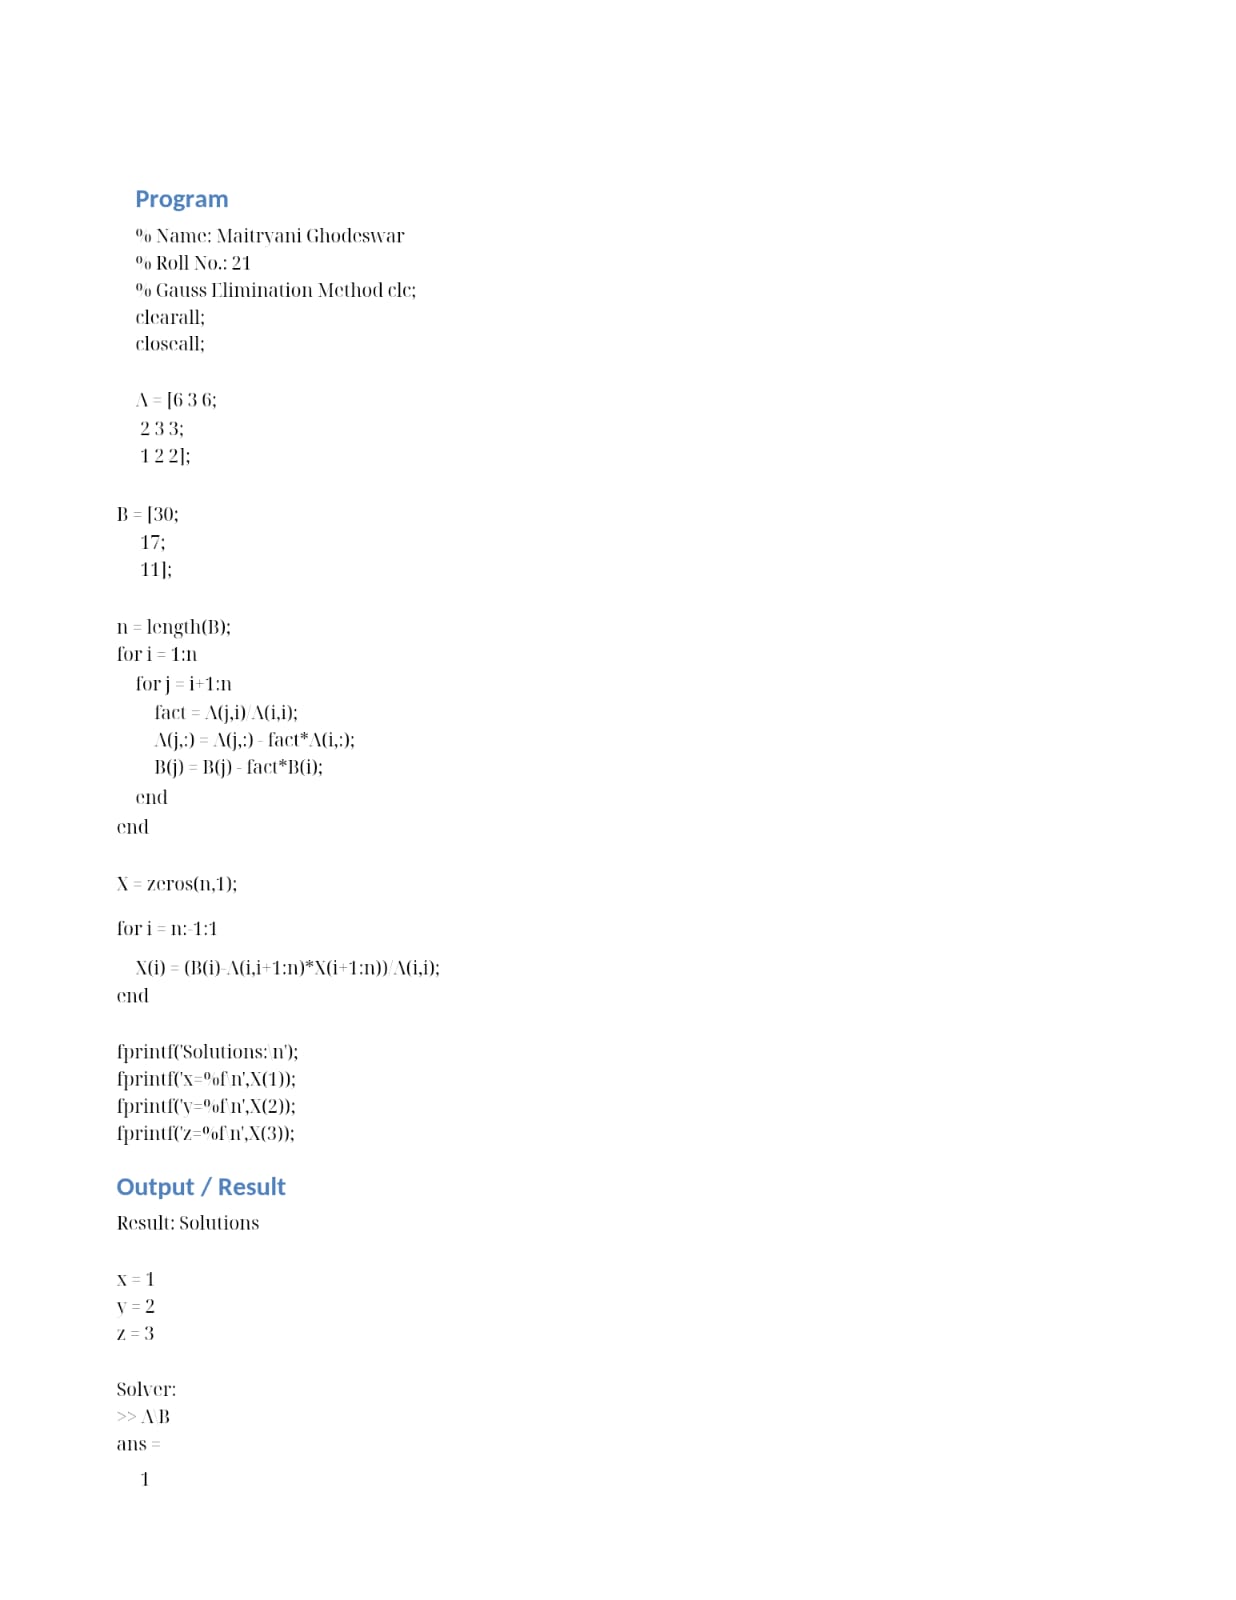 Program
% Name: Maitryani Ghodeswar
% Roll No.: 21
% Gauss Elimination Method clc;
clearall;
closeall;
A = [6 3 6;
2 3 3;
1 2 2];
B = [30;
17;
11];
n = length(B);
for i = 1:n
for j = i+1:n
fact = A(j,i)/A(i,i);
A(j,:) = A(j,:) - fact*A(i,:);
B(j) = B(j) - fact*B(i);
end
end
X = zeros(n,1);
for i = n:-1:1
X(i) = (B(i)-A(i,i+1:n)*X(i+1:n))/A(i,i);
end
fprintf('Solutions:\n');
fprintf('x=%f\n',X(1));
fprintf('y=%f\n',X(2));
fprintf('z=%f\n',X(3));
Output / Result
Result: Solutions
x = 1
y = 2
z = 3
Solver:
>> A\B
ans =
1